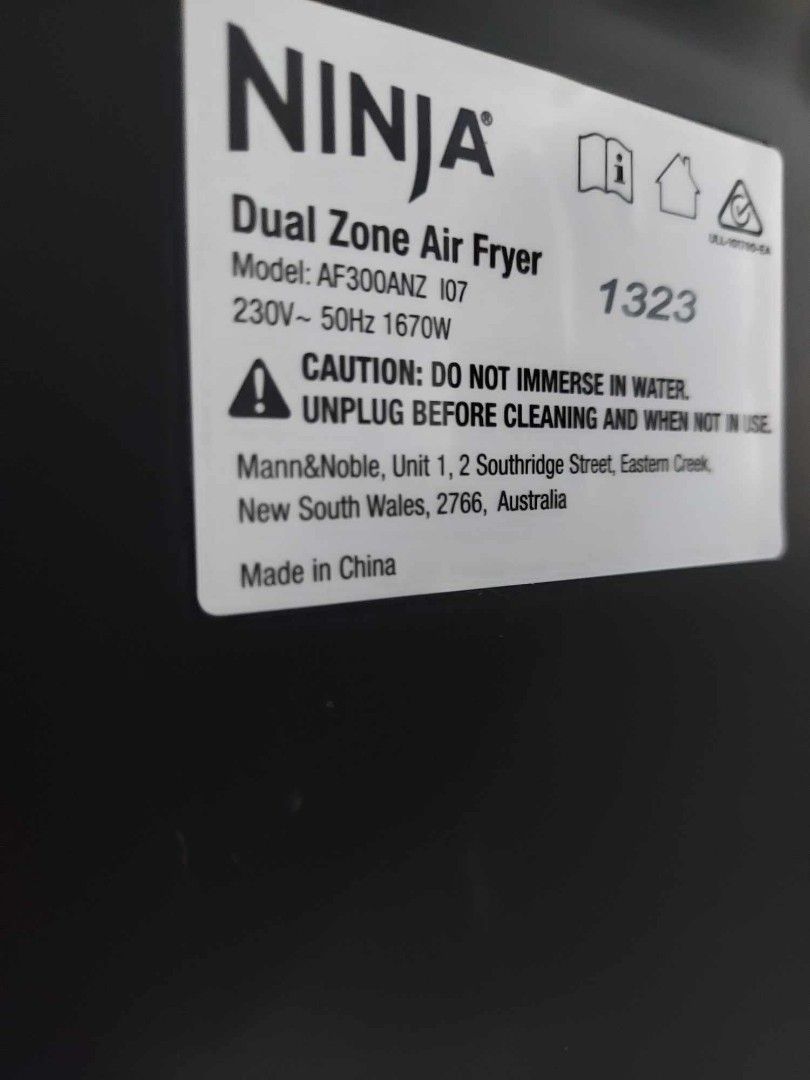 NINJA®
Dual Zone Air Fryer
Model: AF300ANZ I07
1323
230V~ 50Hz 1670W
CAUTION: DO NOT IMMERSE IN WATER.
UNPLUG BEFORE CLEANING AND WHEN NOT IN USE.
Mann&Noble, Unit 1, 2 Southridge Street, Eastern Creek,
New South Wales, 2766, Australia
Made in China